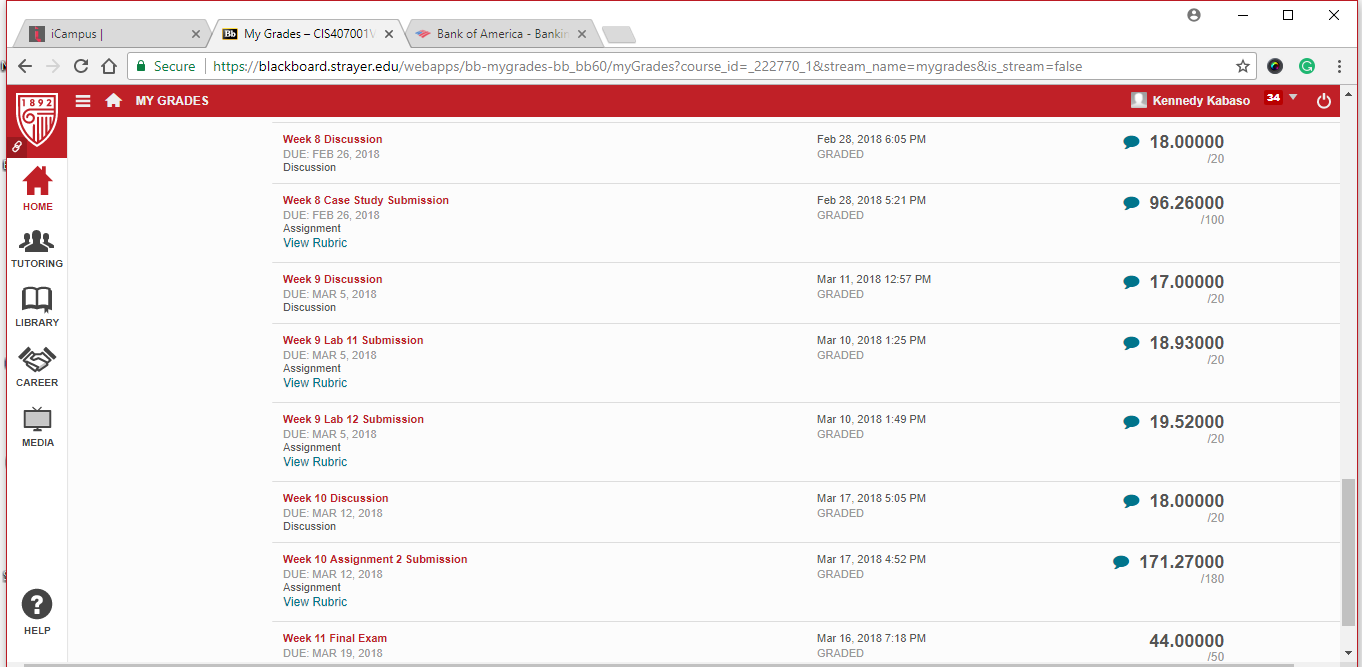 iCampus |
My Grades – CIS407001V
Bank of America - Bankin
Secure
https://blackboard.strayer.edu/webapps/bb-mygrades-bb_bb60/myGrades?course_id=_222770_1&stream_name=mygrades&is_stream=false
1892
MY GRADES
Kennedy Kabaso
34
HOME
TUTORING
LIBRARY
CAREER
MEDIA
HELP
Week 8 Discussion
DUE: FEB 26, 2018
Discussion
Feb 28, 2018 6:05 PM
GRADED
18.00000
/20
Week 8 Case Study Submission
DUE: FEB 26, 2018
Assignment
View Rubric
Feb 28, 2018 5:21 PM
GRADED
96.26000
/100
Week 9 Discussion
DUE: MAR 5, 2018
Discussion
Mar 11, 2018 12:57 PM
GRADED
17.00000
/20
Week 9 Lab 11 Submission
DUE: MAR 5, 2018
Assignment
View Rubric
Mar 10, 2018 1:25 PM
GRADED
18.93000
/20
Week 9 Lab 12 Submission
DUE: MAR 5, 2018
Assignment
View Rubric
Mar 10, 2018 1:49 PM
GRADED
19.52000
/20
Week 10 Discussion
DUE: MAR 12, 2018
Discussion
Mar 17, 2018 5:05 PM
GRADED
18.00000
/20
Week 10 Assignment 2 Submission
DUE: MAR 12, 2018
Assignment
View Rubric
Mar 17, 2018 4:52 PM
GRADED
171.27000
/180
Week 11 Final Exam
DUE: MAR 19, 2018
Mar 16, 2018 7:18 PM
GRADED
44.00000
/50